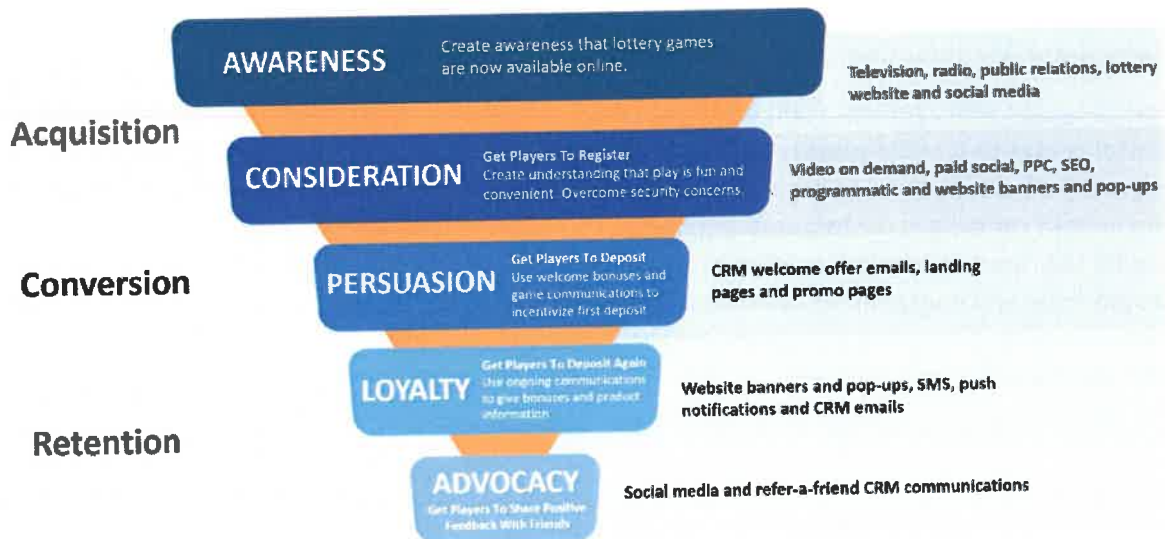 AWARENESS
Create awareness that lottery games
are now available online.
Television, radio, public relations, lottery
website and social media
Acquisition
CONSIDERATION
Get Players To Register
Create understanding that play is fun and
convenient. Overcome security concerns.
Video on demand, paid social, PPC, SEO,
programmatic and website banners and pop-ups
Conversion
PERSUASION
Get Players To Deposit
Use welcome bonuses and
game communications to
incentivize first deposit
CRM welcome offer emails, landing
pages and promo pages
LOYALTY
Get Players To Deposit Again
Use ongoing communications
to give bonuses and product
information
Website banners and pop-ups, SMS, push
notifications and CRM emails
Retention
ADVOCACY
Get Players To Share Positive
Feedback With Friends
Social media and refer-a-friend CRM communications